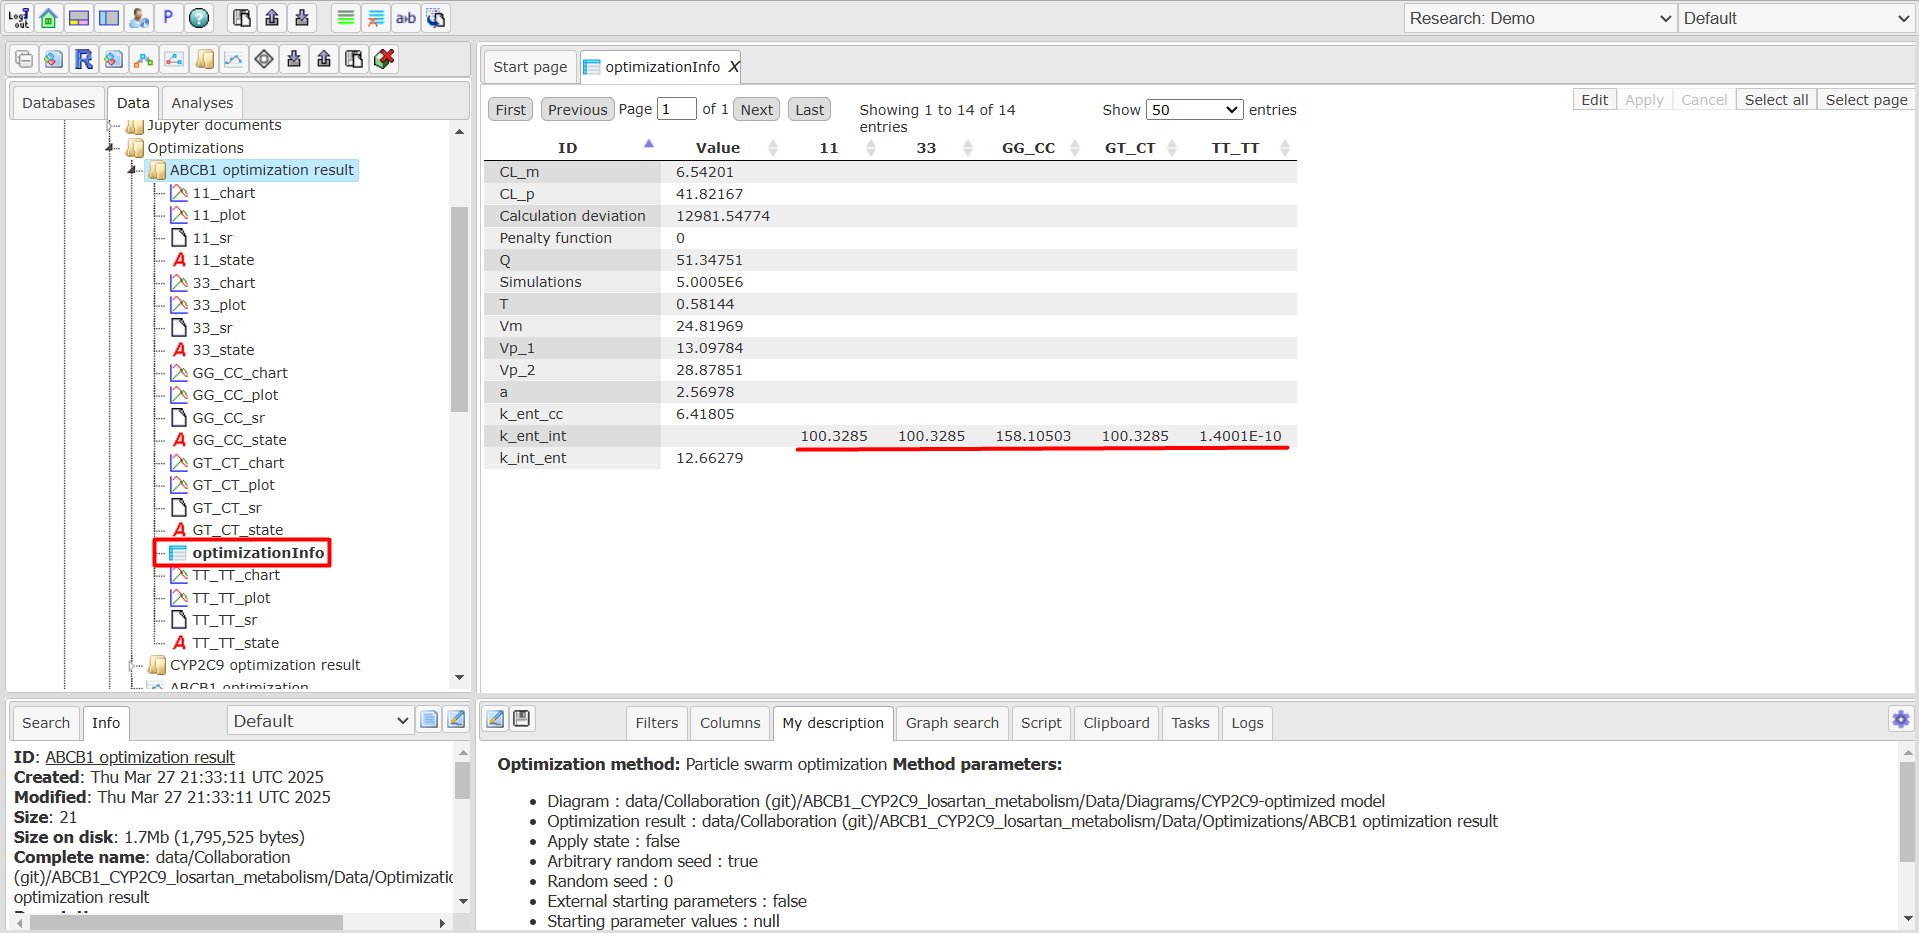 Log out
P
?
a›b
Research: Demo
Default
R
Databases
Data
Analyses
Jupyter documents
Optimizations
ABCB1 optimization result
11_chart
11_plot
11_sr
11_state
33_chart
33_plot
33_sr
33_state
GG_CC_chart
GG_CC_plot
GG_CC_sr
GG_CC_state
GT_CT_chart
GT_CT_plot
GT_CT_sr
GT_CT_state
optimizationInfo
TT_TT_chart
TT_TT_plot
TT_TT_sr
TT_TT_state
CYP2C9 optimization result
ABCB1 optimization
Start page
optimizationInfo X
First Previous Page 1 of 1 Next Last
Showing 1 to 14 of 14 entries
Show 50 entries
Edit Apply Cancel Select all Select page
ID Value 11 33 GG_CC GT_CT TT_TT
CL_m 6.54201
CL_p 41.82167
Calculation deviation 12981.54774
Penalty function 0
Q 51.34751
Simulations 5.0005E6
T 0.58144
Vm 24.81969
Vp_1 13.09784
Vp_2 28.87851
a 2.56978
k_ent_cc 6.41805
k_ent_int 100.3285 100.3285 158.10503 100.3285 1.4001E-10
k_int_ent 12.66279
Search Info Default
ID: ABCB1 optimization result
Created: Thu Mar 27 21:33:11 UTC 2025
Modified: Thu Mar 27 21:33:11 UTC 2025
Size: 21
Size on disk: 1.7Mb (1,795,525 bytes)
Complete name: data/Collaboration
(git)/ABCB1_CYP2C9_losartan_metabolism/Data/Optimizatic
optimization result
Filters Columns My description Graph search Script Clipboard Tasks Logs
Optimization method: Particle swarm optimization Method parameters:
• Diagram : data/Collaboration (git)/ABCB1_CYP2C9_losartan_metabolism/Data/Diagrams/CYP2C9-optimized model
• Optimization result : data/Collaboration (git)/ABCB1_CYP2C9_losartan_metabolism/Data/Optimizations/ABCB1 optimization result
• Apply state : false
• Arbitrary random seed : true
• Random seed : 0
• External starting parameters : false
• Starting parameter values : null